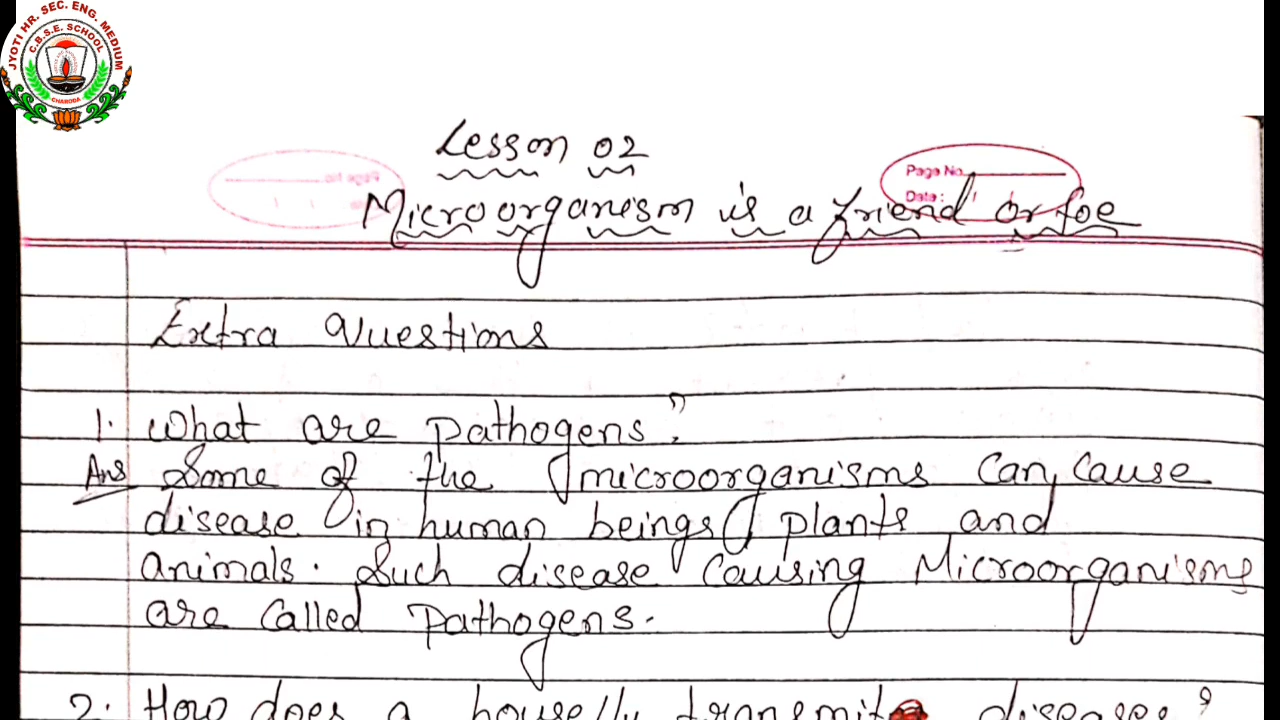 JYOTI HR. SEC. ENG. MEDIUM
C.B.S.E. SCHOOL
CHARODA
Lesson 02
Page No.
Date :
Microorganism is a friend or foe
Extra Questions
1. What are pathogens?
Ans Some of the microorganisms can cause
disease in human beings, plants and
animals. Such disease causing Microorganisms
are called Pathogens.
2. How does a housefly transmit diseases?